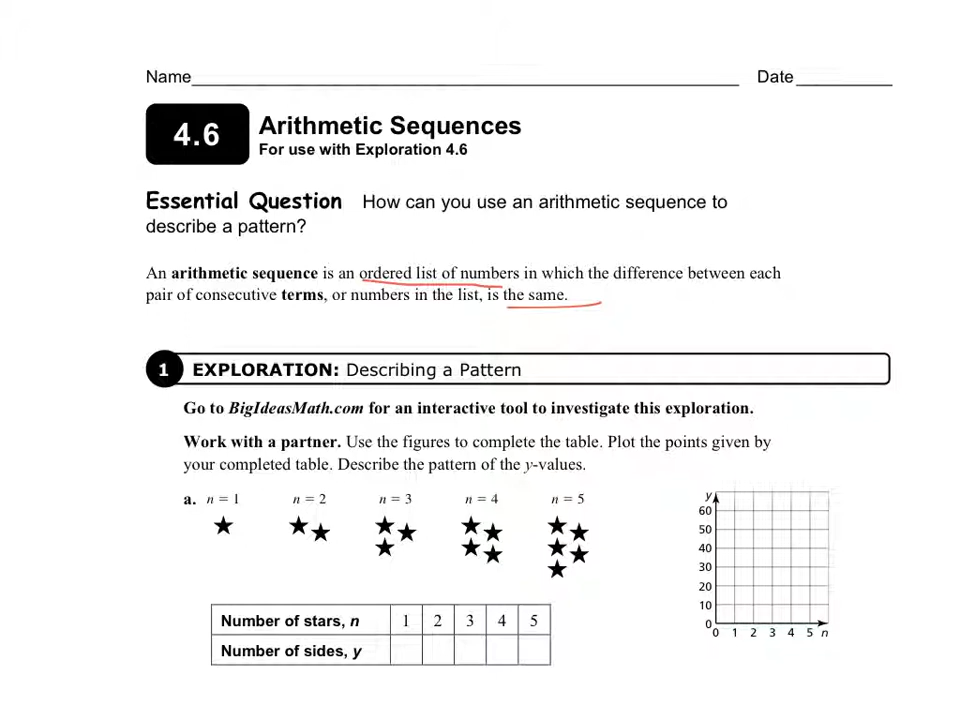 Name Date
4.6 Arithmetic Sequences
For use with Exploration 4.6
Essential Question How can you use an arithmetic sequence to
describe a pattern?
An arithmetic sequence is an ordered list of numbers in which the difference between each
pair of consecutive terms, or numbers in the list, is the same.
1 EXPLORATION: Describing a Pattern
Go to BigIdeasMath.com for an interactive tool to investigate this exploration.
Work with a partner. Use the figures to complete the table. Plot the points given by
your completed table. Describe the pattern of the y-values.
a. n = 1 n = 2 n = 3 n = 4 n = 5
y
60
50
40
30
20
10
0
0 1 2 3 4 5 n
Number of stars, n 1 2 3 4 5
Number of sides, y